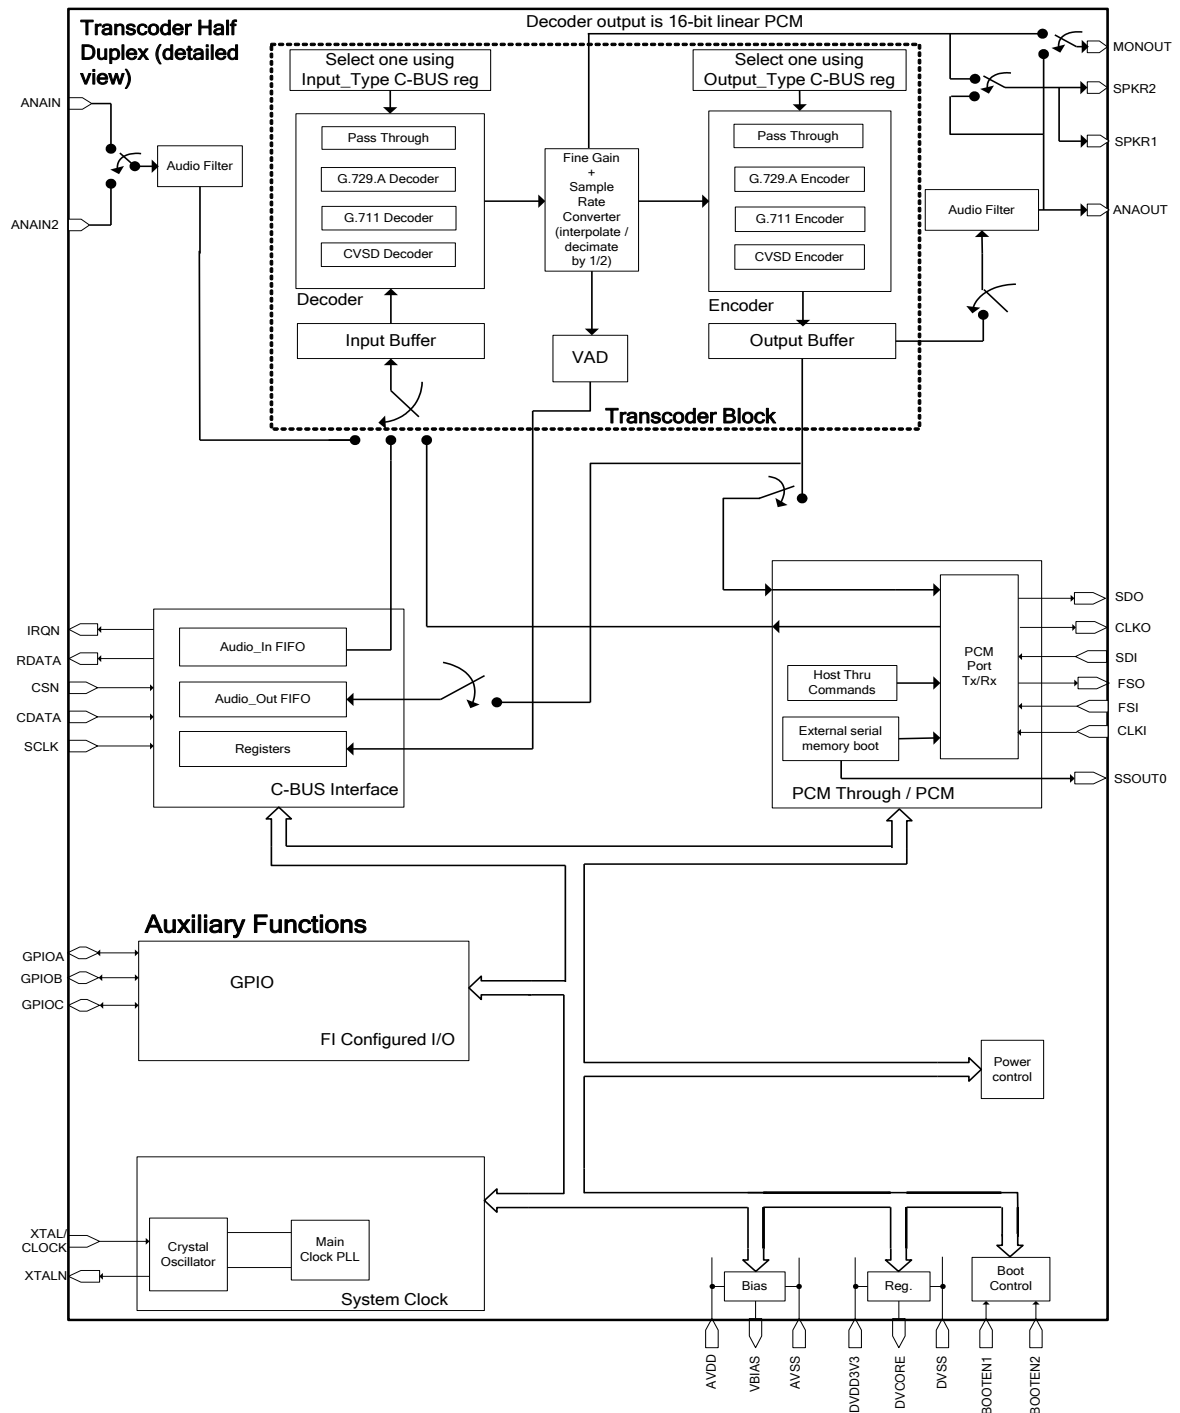 Transcoder Half
Duplex (detailed
view)
Decoder output is 16-bit linear PCM
Select one using
Input_Type C-BUS reg
Select one using
Output_Type C-BUS reg
MONOUT
SPKR2
SPKR1
ANAOUT
ANAIN
ANAIN2
Audio Filter
Pass Through
G.729.A Decoder
G.711 Decoder
CVSD Decoder
Decoder
Fine Gain
+
Sample
Rate
Converter
(interpolate /
decimate
by 1/2)
Pass Through
G.729.A Encoder
G.711 Encoder
CVSD Encoder
Encoder
Audio Filter
Input Buffer
VAD
Output Buffer
Transcoder Block
IRQN
RDATA
CSN
CDATA
SCLK
Audio_In FIFO
Audio_Out FIFO
Registers
C-BUS Interface
Host Thru
Commands
External serial
memory boot
PCM
Port
Tx/Rx
PCM Through / PCM
SDO
CLKO
SDI
FSO
FSI
CLKI
SSOUT0
Auxiliary Functions
GPIOA
GPIOB
GPIOC
GPIO
FI Configured I/O
Power
control
XTAL/
CLOCK
XTALN
Crystal
Oscillator
Main
Clock PLL
System Clock
Bias
Reg.
Boot
Control
AVDD
VBIAS
AVSS
DVDD3V3
DVCORE
DVSS
BOOTEN1
BOOTEN2